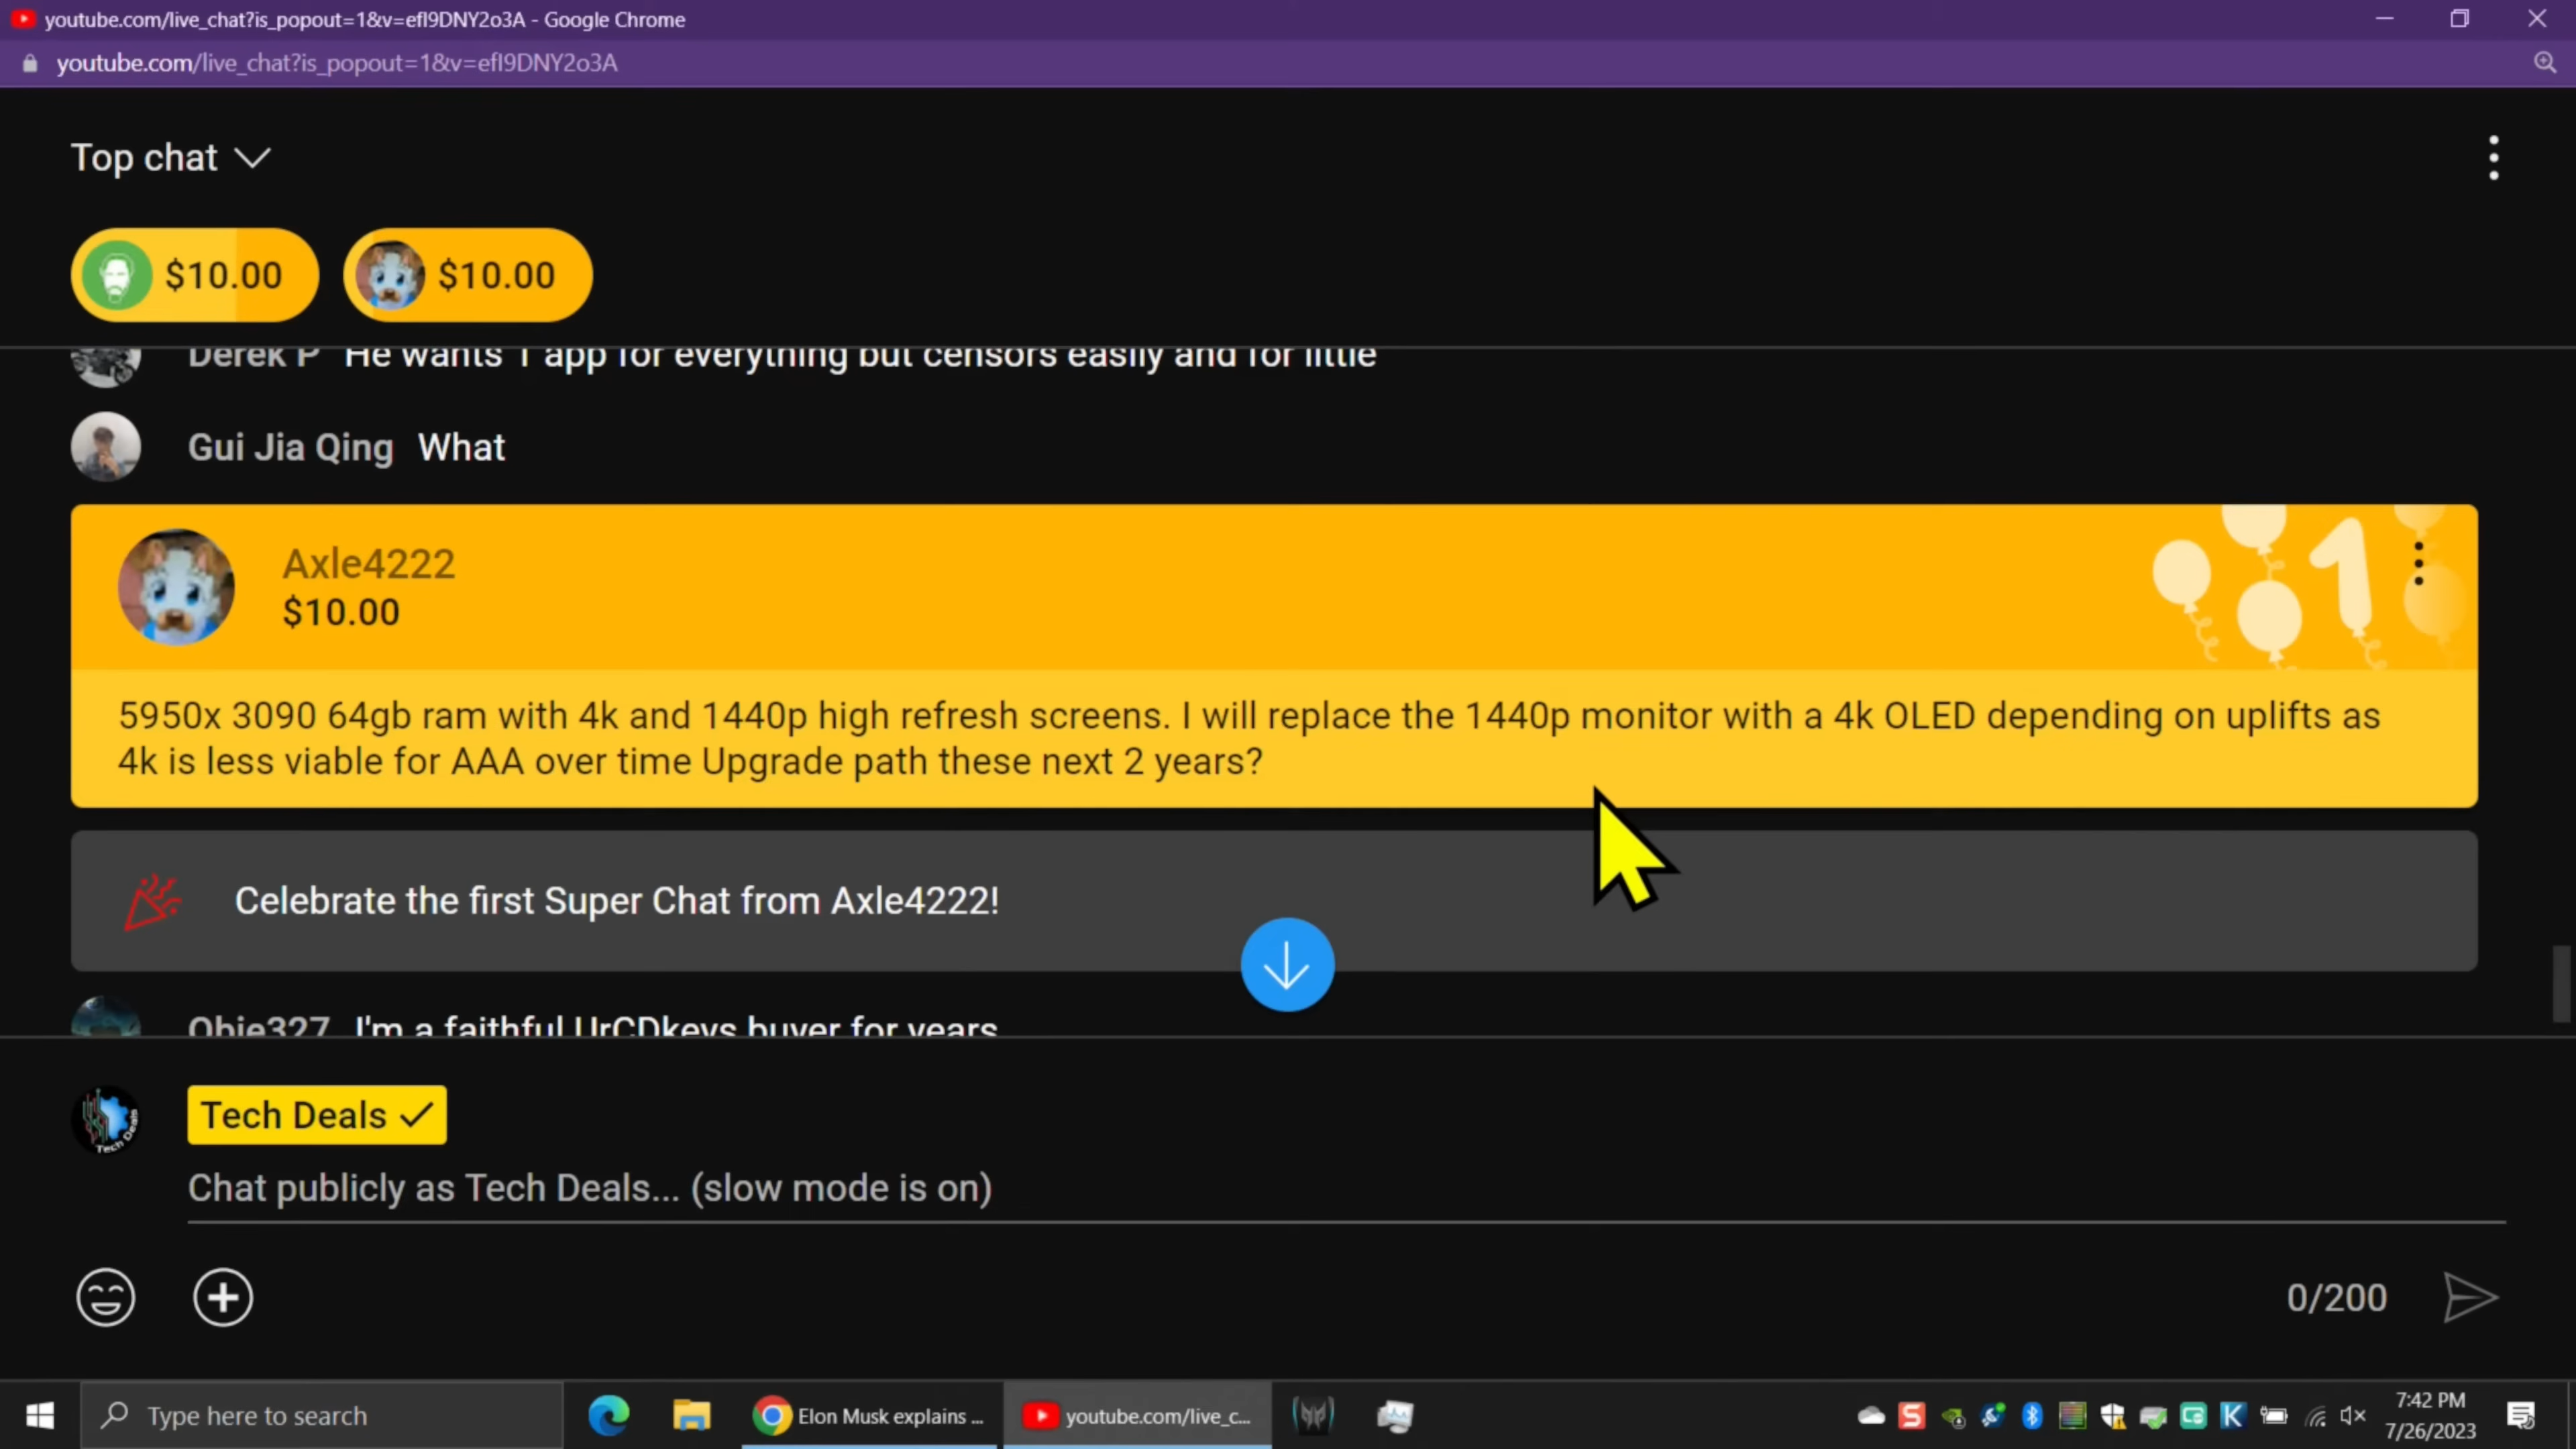 youtube.com/live_chat?is_popout=1&v=efI9DNY2o3A - Google Chrome
youtube.com/live_chat?is_popout=1&v=efI9DNY2o3A
Top chat
$10.00 $10.00
Derek P He wants 1 app for everything but censors easily and for little
Gui Jia Qing What
Axle4222
$10.00
5950x 3090 64gb ram with 4k and 1440p high refresh screens. I will replace the 1440p monitor with a 4k OLED depending on uplifts as
4k is less viable for AAA over time Upgrade path these next 2 years?
1
Celebrate the first Super Chat from Axle4222!
Obie327 I'm a faithful UrCDkeys buyer for years
Tech Deals
Tech Deals
Chat publicly as Tech Deals... (slow mode is on)
0/200
Type here to search
Elon Musk explains ...
youtube.com/live_c...
7:42 PM
7/26/2023